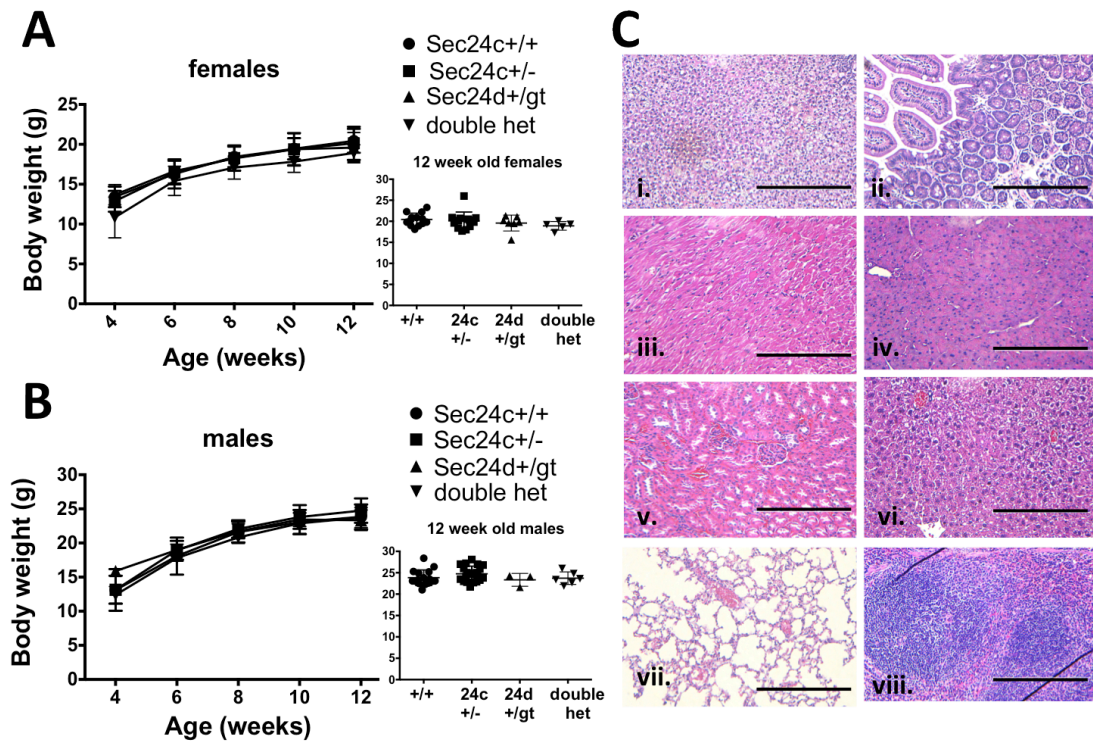 A
females
Body weight (g)
25
20
15
10
5
0
4
6
8
10
12
Age (weeks)
Sec24c+/+
Sec24c+/-
Sec24d+/gt
double het
12 week old females
30
25
20
15
10
5
0
+/+
24c
+/-
24d
+/gt
double
het
B
males
Body weight (g)
30
25
20
15
10
5
0
4
6
8
10
12
Age (weeks)
Sec24c+/+
Sec24c+/-
Sec24d+/gt
double het
12 week old males
30
25
20
15
10
5
0
+/+
24c
+/-
24d
+/gt
double
het
C
i.
ii.
iii.
iv.
v.
vi.
vii.
viii.